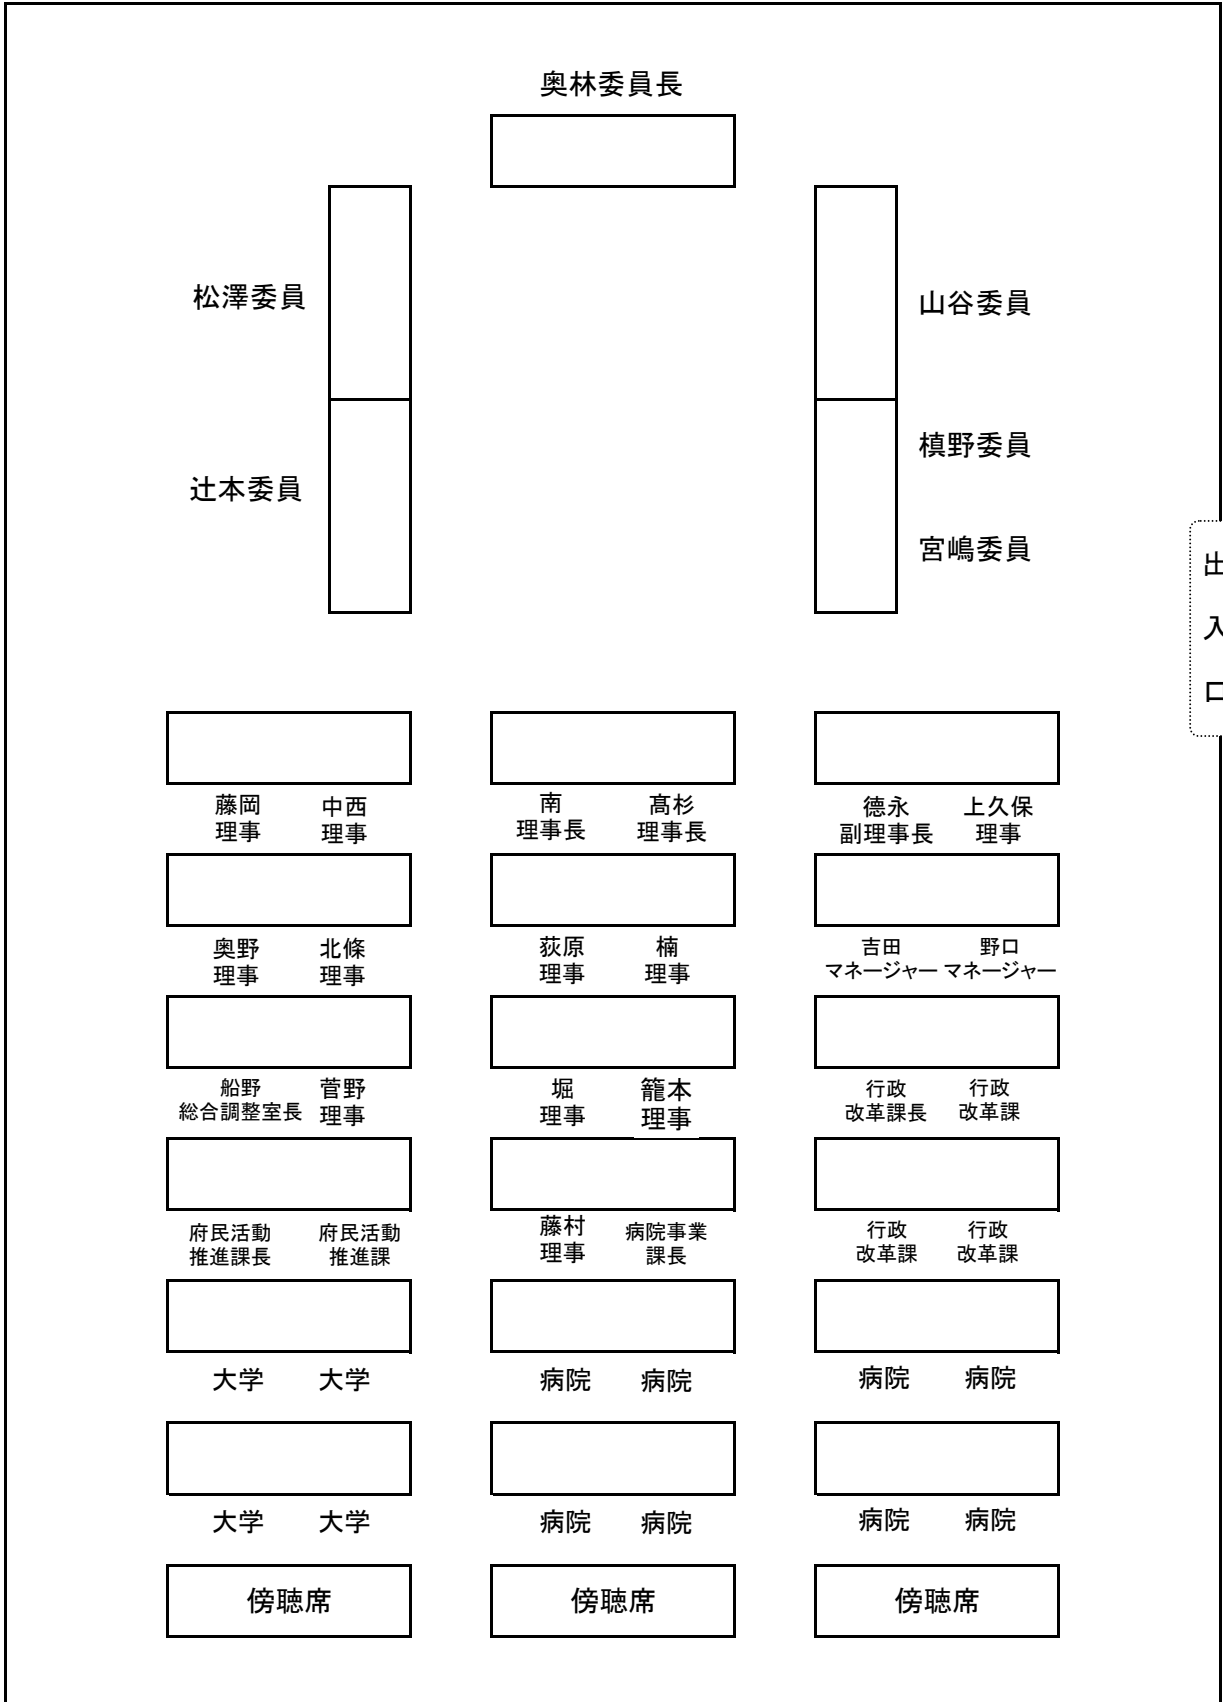 奥林委員長
松澤委員
山谷委員
槙野委員
辻本委員
宮嶋委員
出
入
口
藤岡
理事
中西
理事
南
理事長
髙杉
理事長
德永
副理事長
上久保
理事
奥野
理事
北條
理事
荻原
理事
楠
理事
吉田
マネージャー
野口
マネージャー
船野
総合調整室長
菅野
理事
堀
理事
籠本
理事
行政
改革課長
行政
改革課
府民活動
推進課長
府民活動
推進課
藤村
理事
病院事業
課長
行政
改革課
行政
改革課
大学 大学
病院 病院
病院 病院
大学 大学
病院 病院
病院 病院
傍聴席
傍聴席
傍聴席